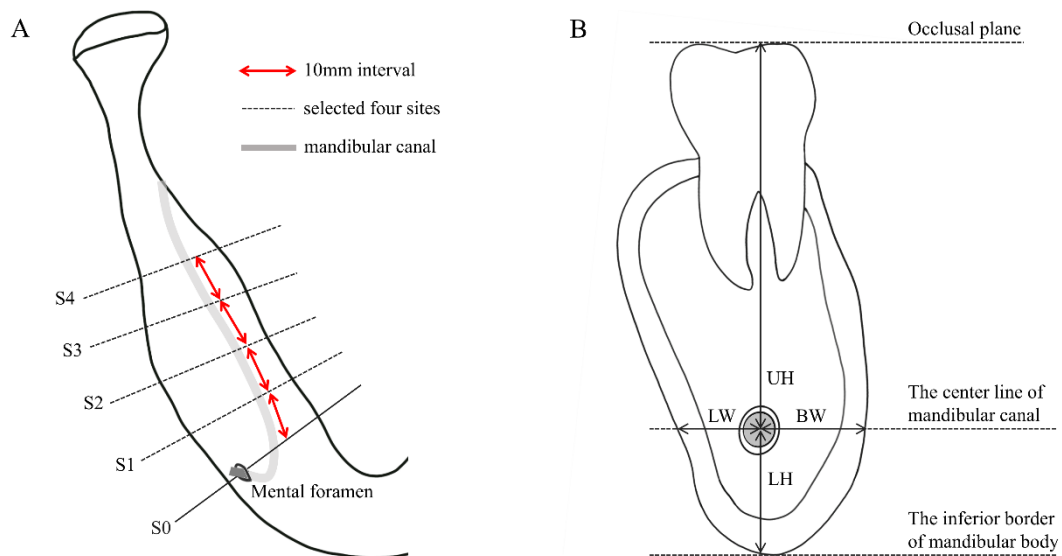 A
10mm interval
selected four sites
mandibular canal
S4
S3
S2
S1
S0
Mental foramen
B
Occlusal plane
UH
LW
BW
LH
The center line of
mandibular canal
The inferior border
of mandibular body